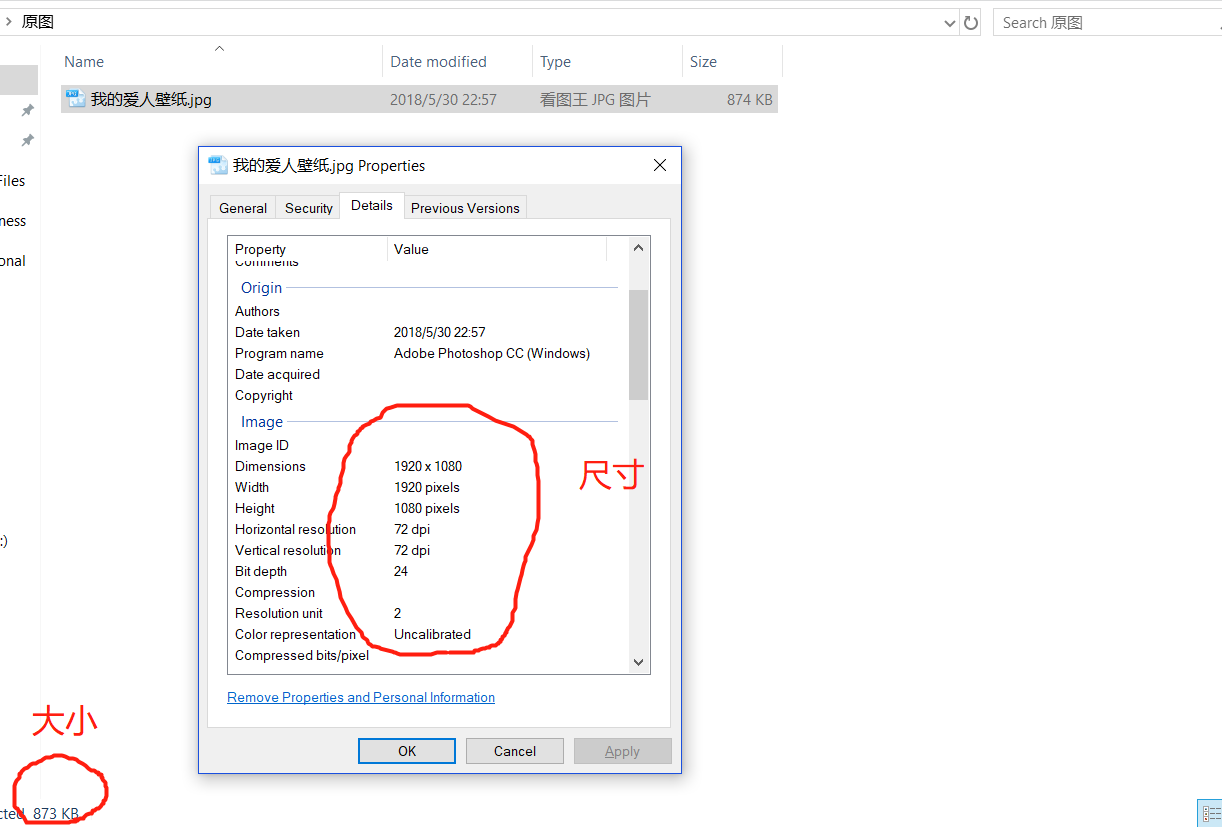 原图
Search 原图
Name Date modified Type Size
我的爱人壁纸.jpg 2018/5/30 22:57 看图王 JPG 图片 874 KB
我的爱人壁纸.jpg Properties
General Security Details Previous Versions
Property Value
Comments
Origin
Authors
Date taken 2018/5/30 22:57
Program name Adobe Photoshop CC (Windows)
Date acquired
Copyright
Image
Image ID
Dimensions 1920 x 1080
Width 1920 pixels
Height 1080 pixels
Horizontal resolution 72 dpi
Vertical resolution 72 dpi
Bit depth 24
Compression
Resolution unit 2
Color representation Uncalibrated
Compressed bits/pixel
尺寸
Remove Properties and Personal Information
OK Cancel Apply
Files
ness
onal
:)
大小
cted 873 KB